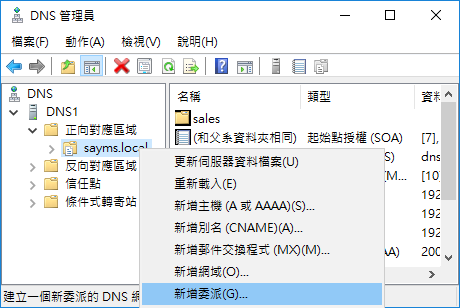 DNS 管理員
檔案(F) 動作(A) 檢視(V) 說明(H)
DNS
DNS1
正向對應區域
sayms.local
反向對應區域
信任點
條件式轉寄站
名稱 類型 資料
sales
(和父系資料夾相同) 起始點授權 (SOA) [7],
dns
[10]
192
192
192
192
200
更新伺服器資料檔案(U)
重新載入(E)
新增主機 (A 或 AAAA)(S)...
新增別名 (CNAME)(A)...
新增郵件交換程式 (MX)(M)...
新增網域(O)...
新增委派(G)...
建立一個新委派的 DNS 網